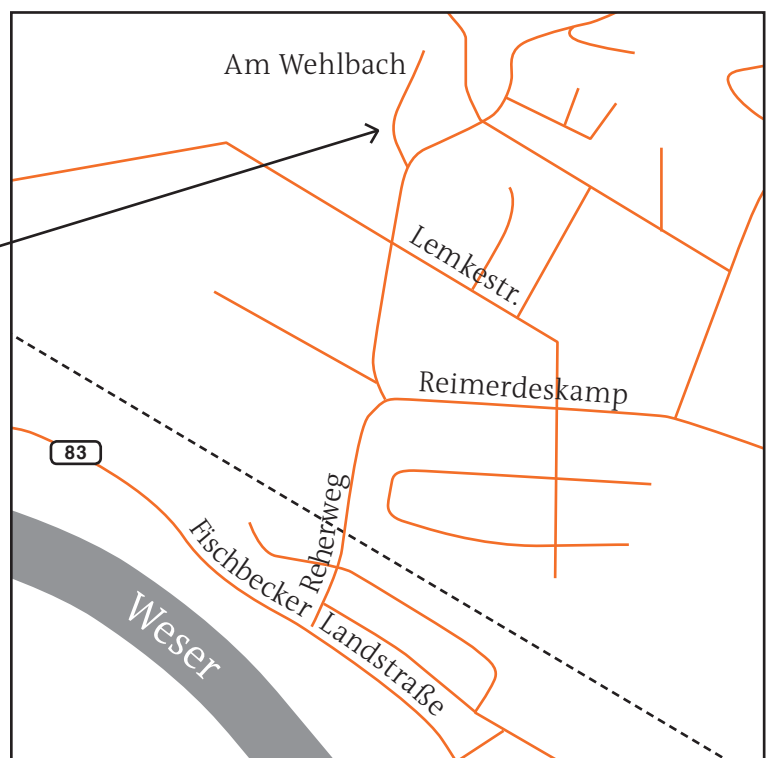 Am Wehlbach
Lemkestr.
Reimerdeskamp
83
Reherweg
Fischbecker Landstraße
Weser